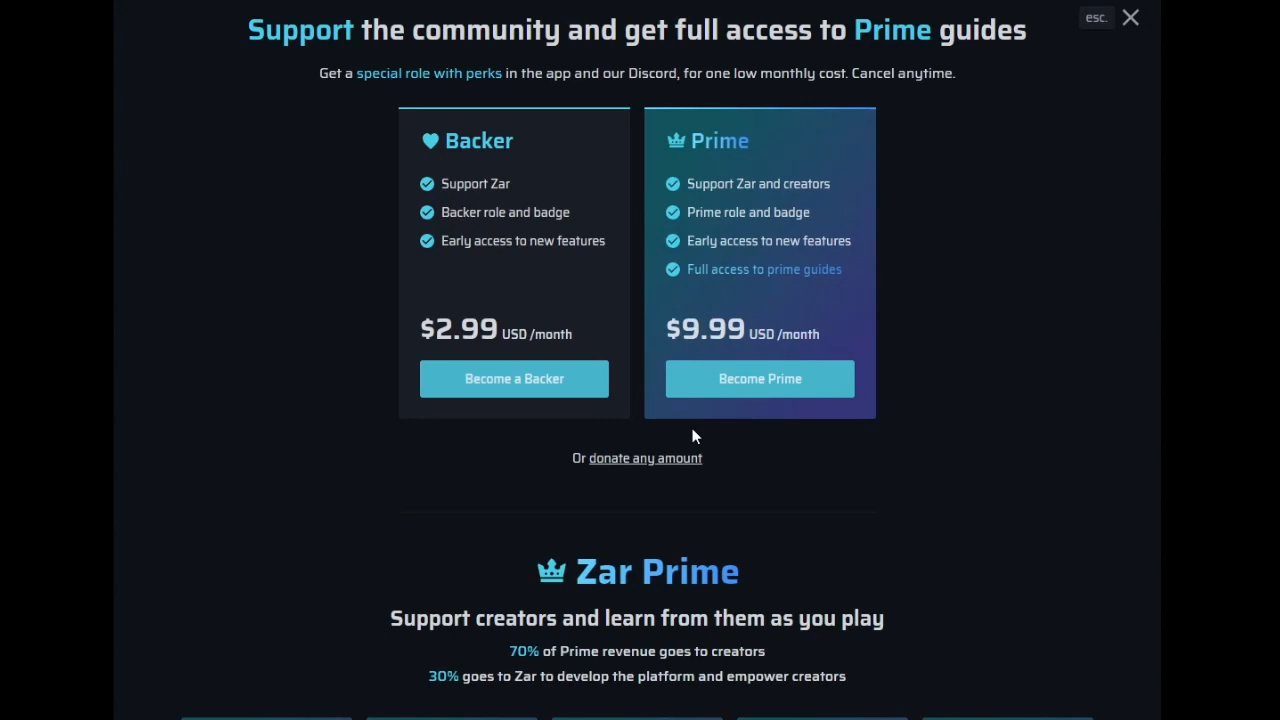 Support the community and get full access to Prime guides
esc.
Get a special role with perks in the app and our Discord, for one low monthly cost. Cancel anytime.
Backer
Support Zar
Backer role and badge
Early access to new features
$2.99 USD /month
Become a Backer
Prime
Support Zar and creators
Prime role and badge
Early access to new features
Full access to prime guides
$9.99 USD /month
Become Prime
Or donate any amount
Zar Prime
Support creators and learn from them as you play
70% of Prime revenue goes to creators
30% goes to Zar to develop the platform and empower creators